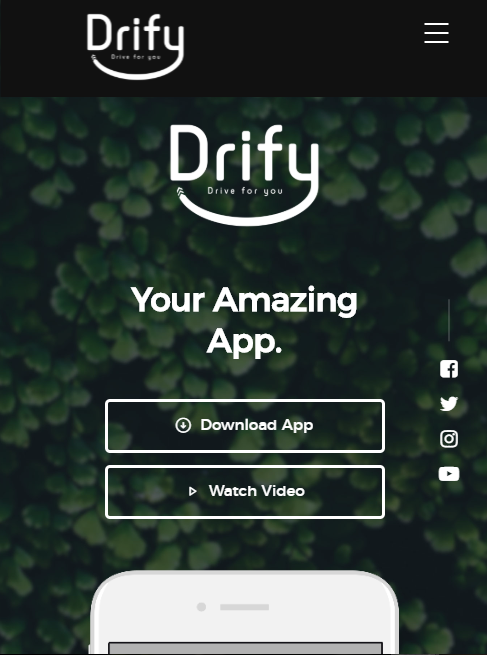 Drify
Drive for you
Drify
Drive for you
Your Amazing
App.
Download App
Watch Video